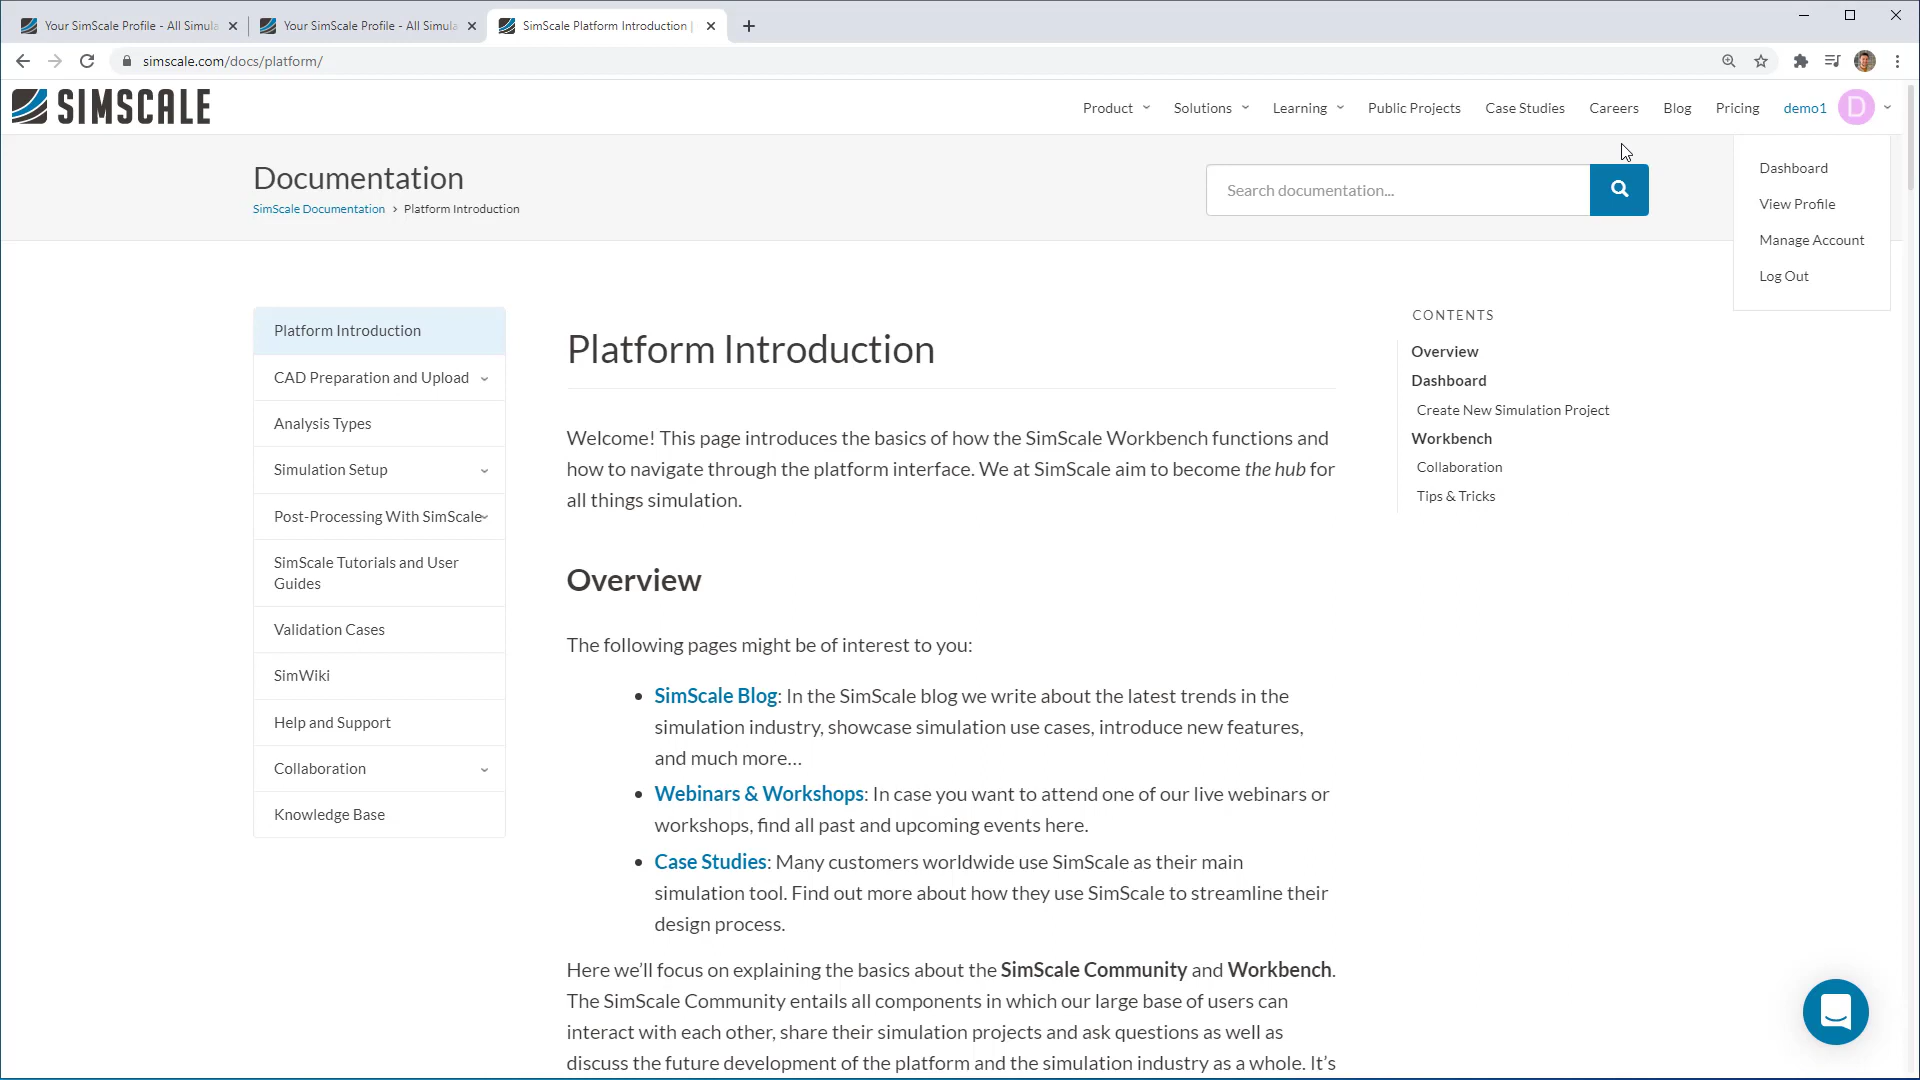 Your SimScale Profile - All Simula
Your SimScale Profile - All Simula
SimScale Platform Introduction |
simscale.com/docs/platform/
SIMSCALE
Product
Solutions
Learning
Public Projects
Case Studies
Careers
Blog
Pricing
demo1
D
Dashboard
View Profile
Manage Account
Log Out
Documentation
SimScale Documentation › Platform Introduction
Search documentation...
Platform Introduction
CAD Preparation and Upload
Analysis Types
Simulation Setup
Post-Processing With SimScale
SimScale Tutorials and User
Guides
Validation Cases
SimWiki
Help and Support
Collaboration
Knowledge Base
Platform Introduction
Welcome! This page introduces the basics of how the SimScale Workbench functions and
how to navigate through the platform interface. We at SimScale aim to become the hub for
all things simulation.
Overview
The following pages might be of interest to you:
• SimScale Blog: In the SimScale blog we write about the latest trends in the
simulation industry, showcase simulation use cases, introduce new features,
and much more…
• Webinars & Workshops: In case you want to attend one of our live webinars or
workshops, find all past and upcoming events here.
• Case Studies: Many customers worldwide use SimScale as their main
simulation tool. Find out more about how they use SimScale to streamline their
design process.
Here we’ll focus on explaining the basics about the SimScale Community and Workbench.
The SimScale Community entails all components in which our large base of users can
interact with each other, share their simulation projects and ask questions as well as
discuss the future development of the platform and the simulation industry as a whole. It’s
CONTENTS
Overview
Dashboard
Create New Simulation Project
Workbench
Collaboration
Tips & Tricks